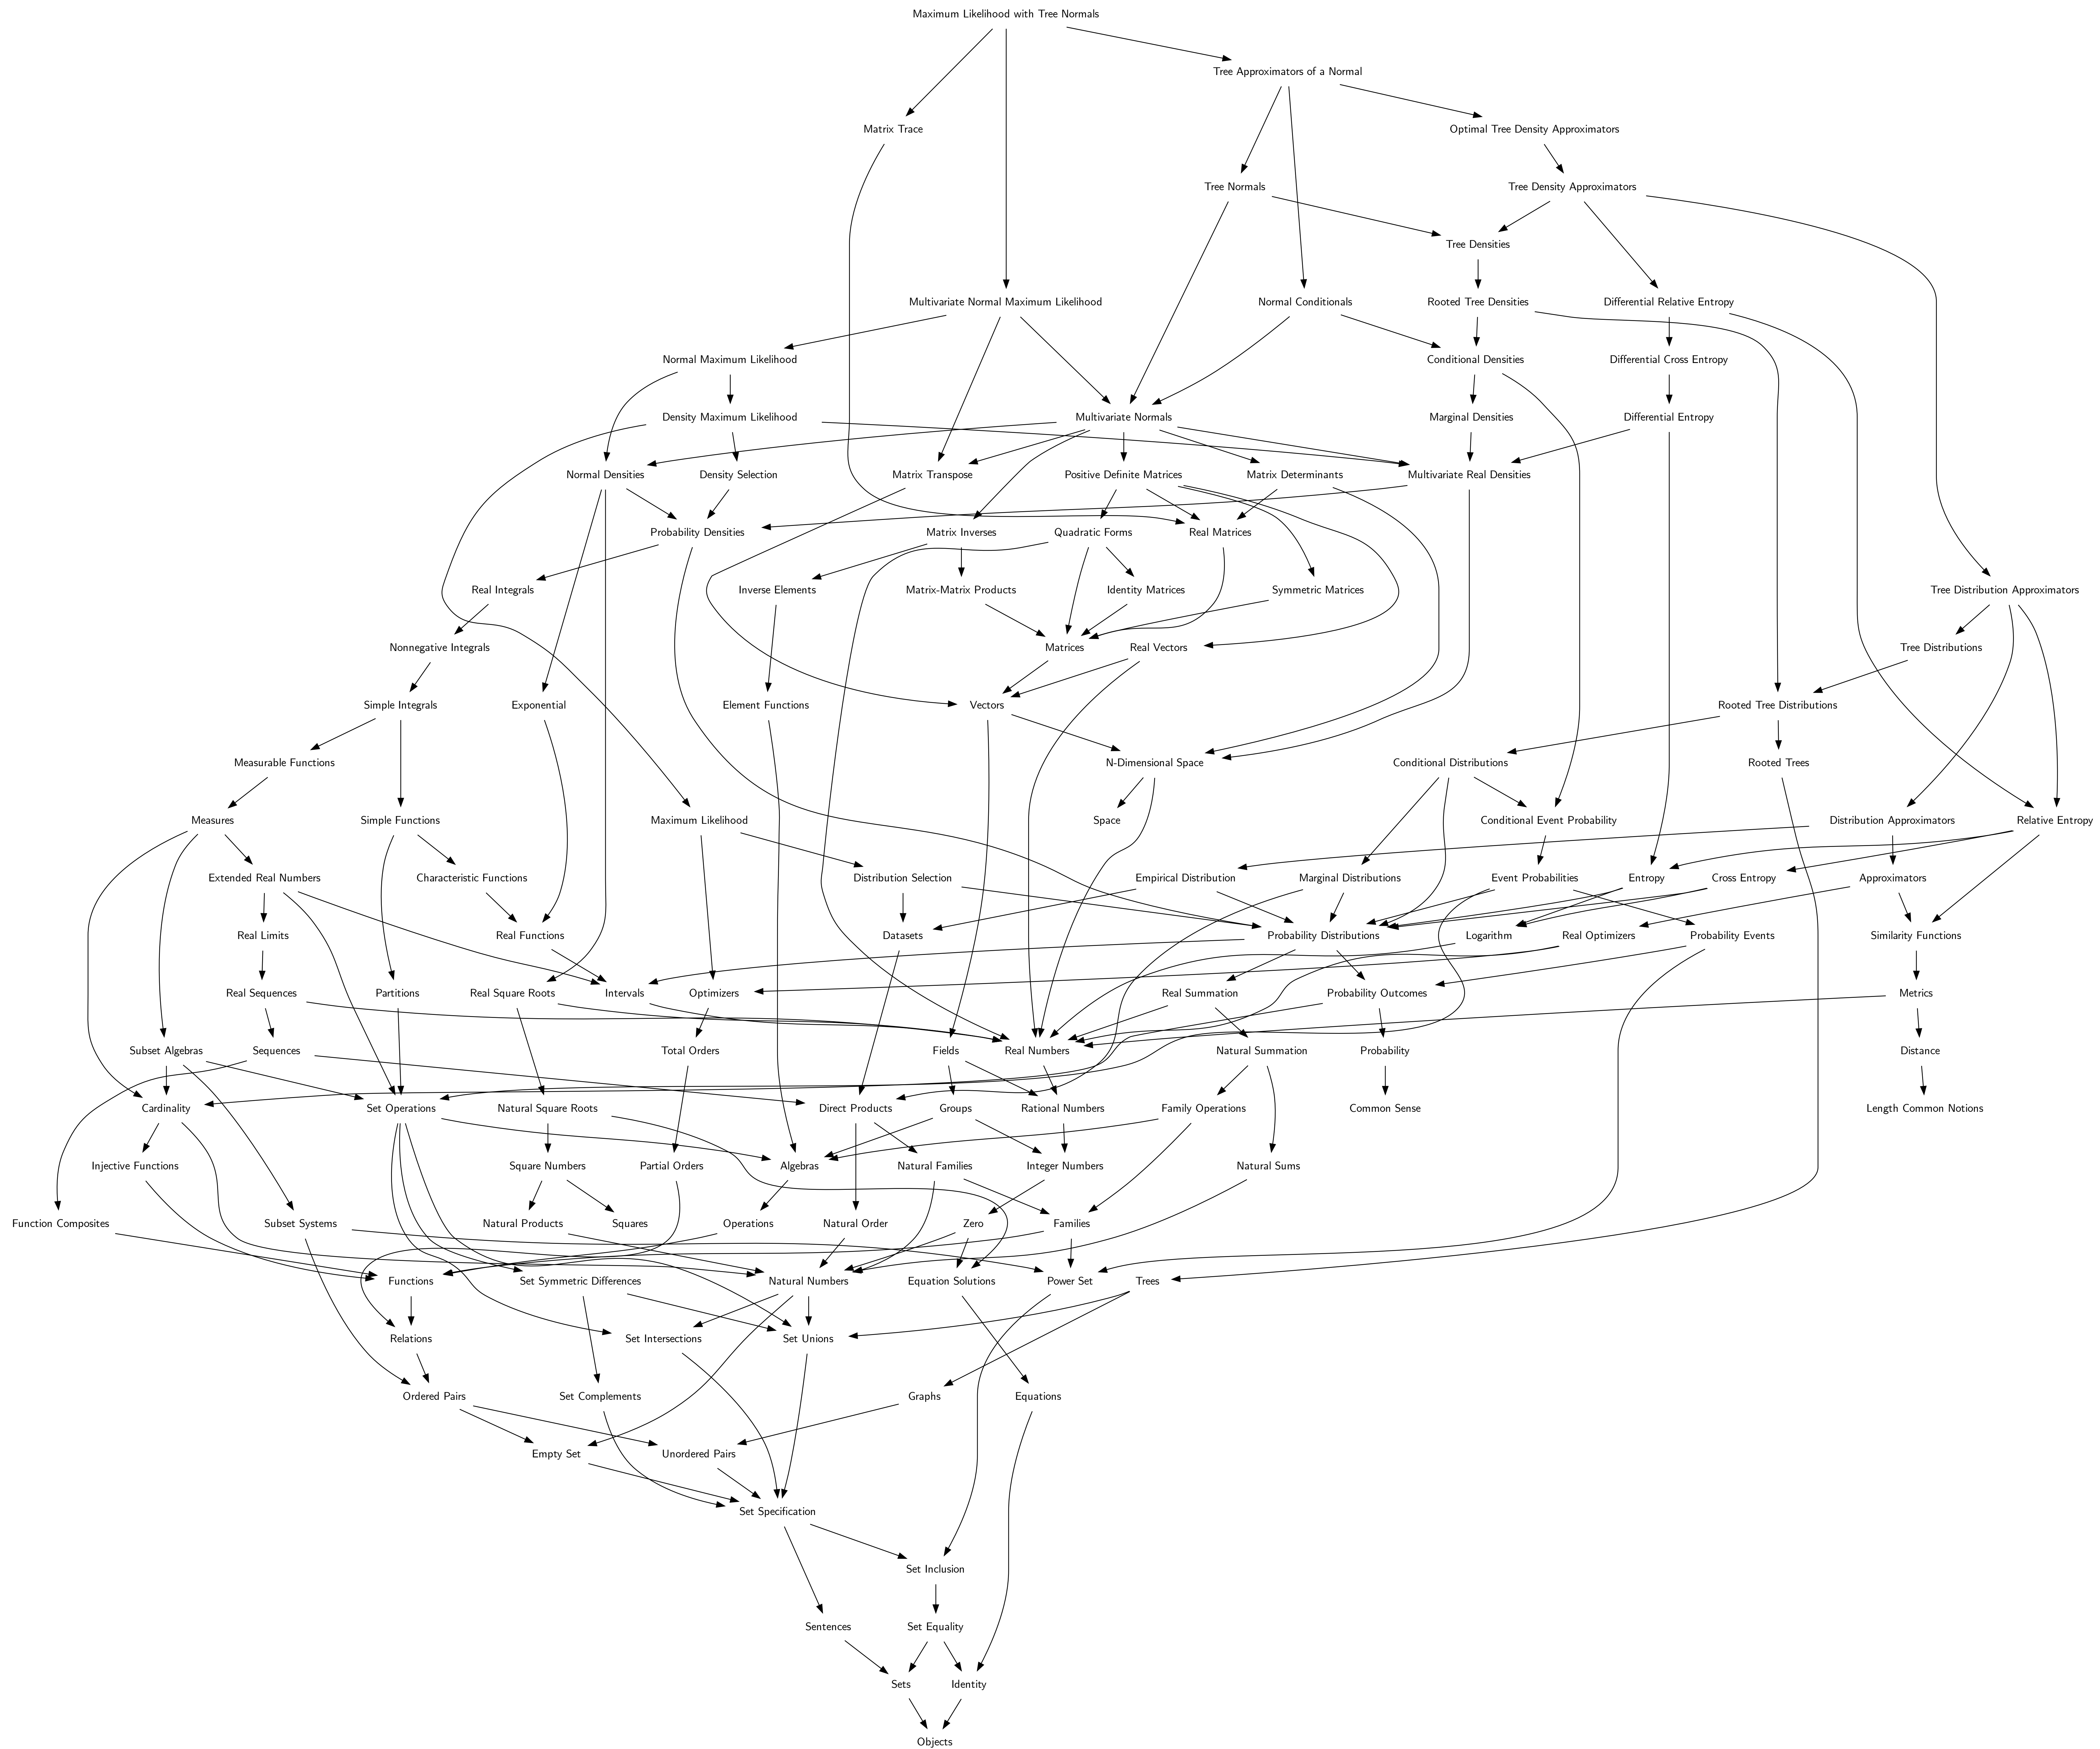 Maximum Likelihood with Tree Normals
Tree Approximators of a Normal
Matrix Trace
Optimal Tree Density Approximators
Tree Normals
Tree Density Approximators
Tree Densities
Multivariate Normal Maximum Likelihood
Normal Conditionals
Rooted Tree Densities
Differential Relative Entropy
Normal Maximum Likelihood
Conditional Densities
Differential Cross Entropy
Density Maximum Likelihood
Multivariate Normals
Marginal Densities
Differential Entropy
Normal Densities
Density Selection
Matrix Transpose
Positive Definite Matrices
Matrix Determinants
Multivariate Real Densities
Probability Densities
Matrix Inverses
Quadratic Forms
Real Matrices
Real Integrals
Inverse Elements
Matrix-Matrix Products
Identity Matrices
Symmetric Matrices
Tree Distribution Approximators
Nonnegative Integrals
Matrices
Real Vectors
Tree Distributions
Simple Integrals
Exponential
Element Functions
Vectors
Rooted Tree Distributions
Measurable Functions
N-Dimensional Space
Conditional Distributions
Rooted Trees
Measures
Simple Functions
Maximum Likelihood
Space
Conditional Event Probability
Distribution Approximators
Relative Entropy
Extended Real Numbers
Characteristic Functions
Distribution Selection
Empirical Distribution
Marginal Distributions
Event Probabilities
Entropy
Cross Entropy
Approximators
Real Limits
Real Functions
Datasets
Probability Distributions
Logarithm
Real Optimizers
Probability Events
Similarity Functions
Real Sequences
Partitions
Real Square Roots
Intervals
Optimizers
Real Summation
Probability Outcomes
Metrics
Subset Algebras
Sequences
Total Orders
Fields
Real Numbers
Natural Summation
Probability
Distance
Cardinality
Set Operations
Natural Square Roots
Direct Products
Groups
Rational Numbers
Family Operations
Common Sense
Length Common Notions
Injective Functions
Square Numbers
Partial Orders
Algebras
Natural Families
Integer Numbers
Natural Sums
Function Composites
Subset Systems
Natural Products
Squares
Operations
Natural Order
Zero
Families
Functions
Set Symmetric Differences
Natural Numbers
Equation Solutions
Power Set
Trees
Relations
Set Intersections
Set Unions
Ordered Pairs
Set Complements
Graphs
Equations
Empty Set
Unordered Pairs
Set Specification
Set Inclusion
Sentences
Set Equality
Sets
Identity
Objects